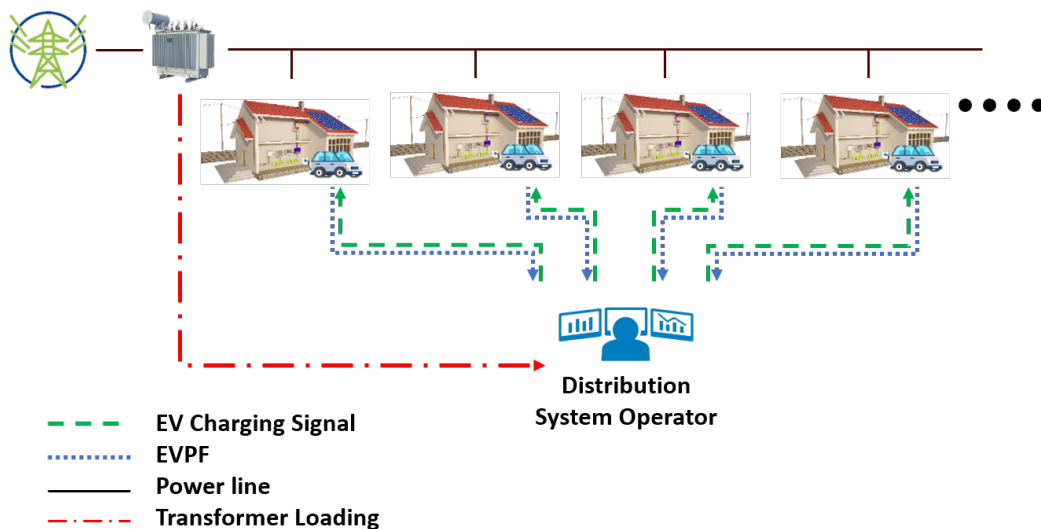 Distribution
System Operator
EV Charging Signal
EVPF
Power line
Transformer Loading